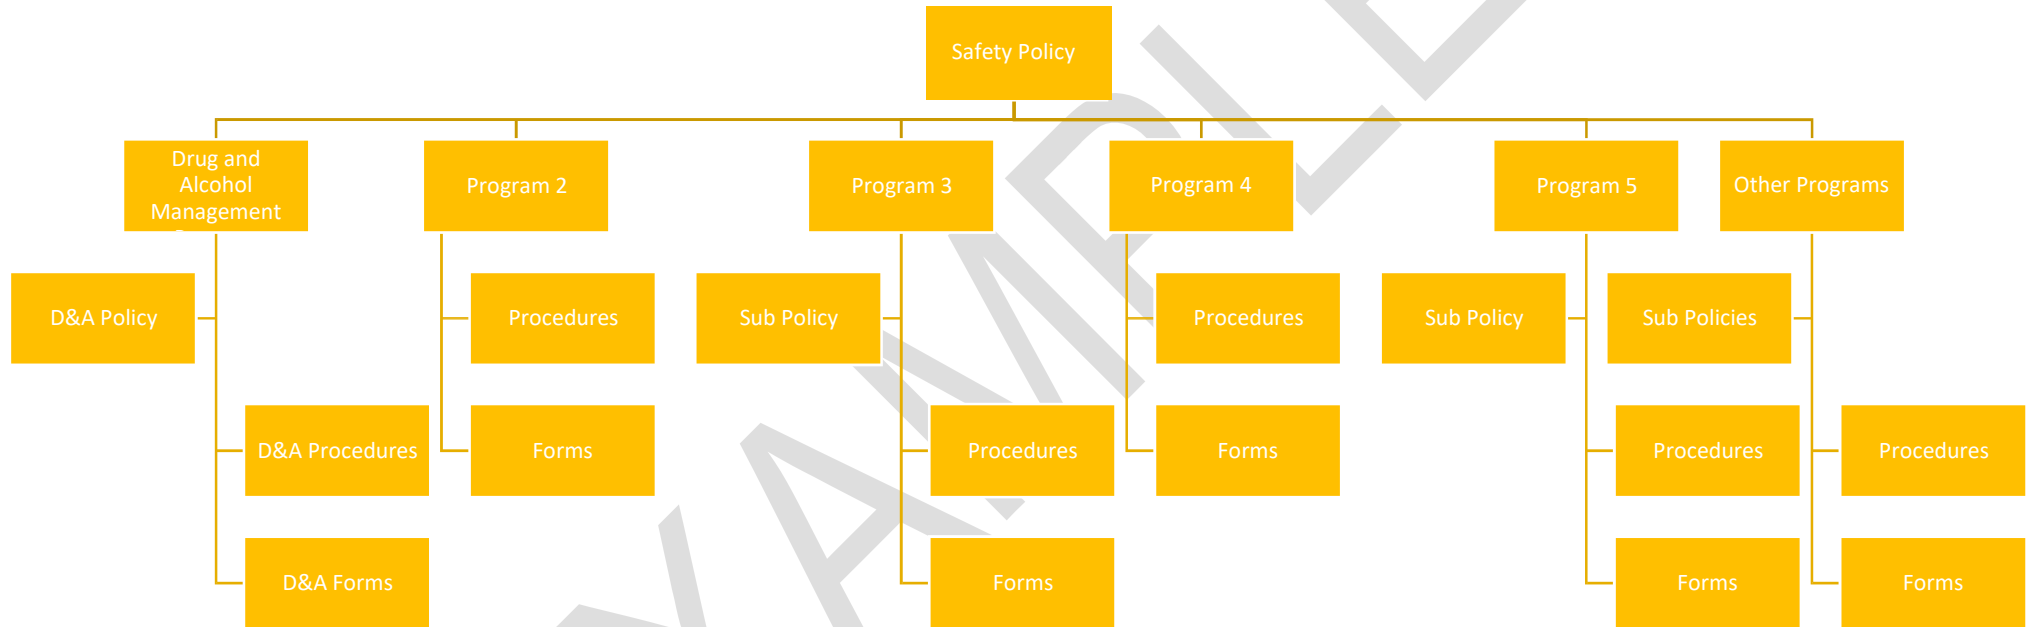 Safety Policy
Drug and
Alcohol
Management
Program 2
Program 3
Program 4
Program 5
Other Programs
D&A Policy
Procedures
Sub Policy
Procedures
Sub Policy
Sub Policies
D&A Procedures
Forms
Procedures
Forms
Procedures
Procedures
D&A Forms
Forms
Forms
Forms